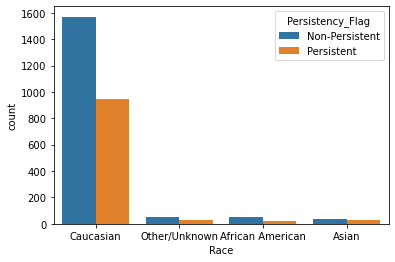 1600
1400
1200
1000
800
600
400
200
0
count
Persistency_Flag
Non-Persistent
Persistent
Caucasian Other/Unknown African American Asian
Race